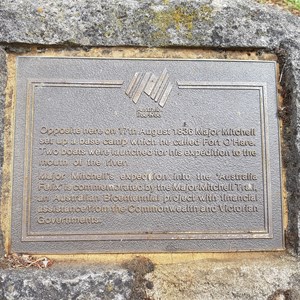 Opposite here on 17th August 1836 Major Mitchell
set up a base camp which he called Fort O'Hare.
Two boats were launched for his expedition to the
mouth of the river.
Major Mitchell's expedition into the 'Australia
Felix' is commemorated by the Major Mitchell Trail,
an Australian Bicentennial project with financial
assistance from the Commonwealth and Victorian
Governments.